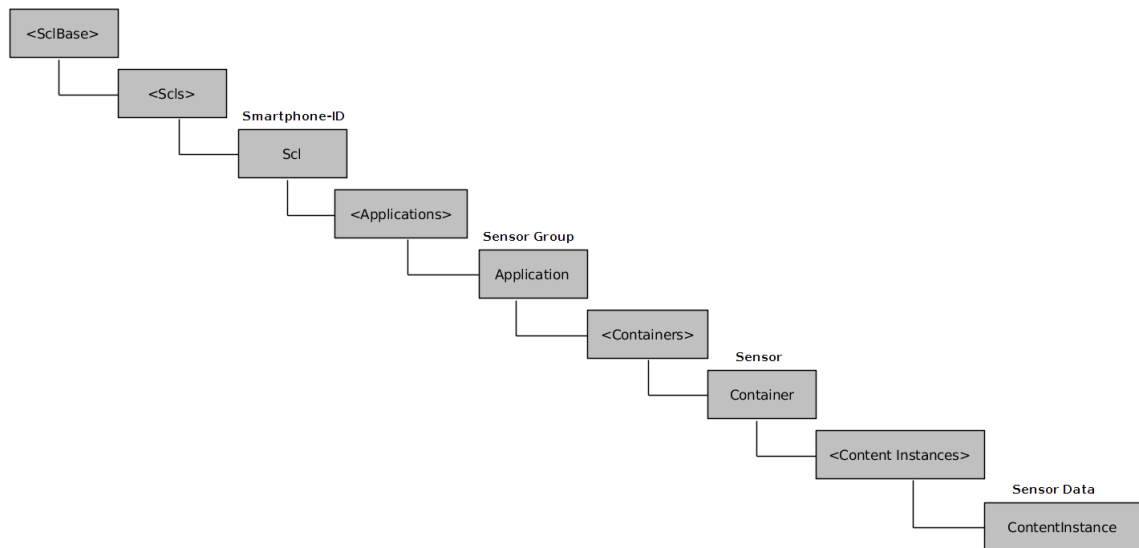 <SclBase>
<Scls>
Smartphone-ID
Scl
<Applications>
Sensor Group
Application
<Containers>
Sensor
Container
<Content Instances>
Sensor Data
ContentInstance